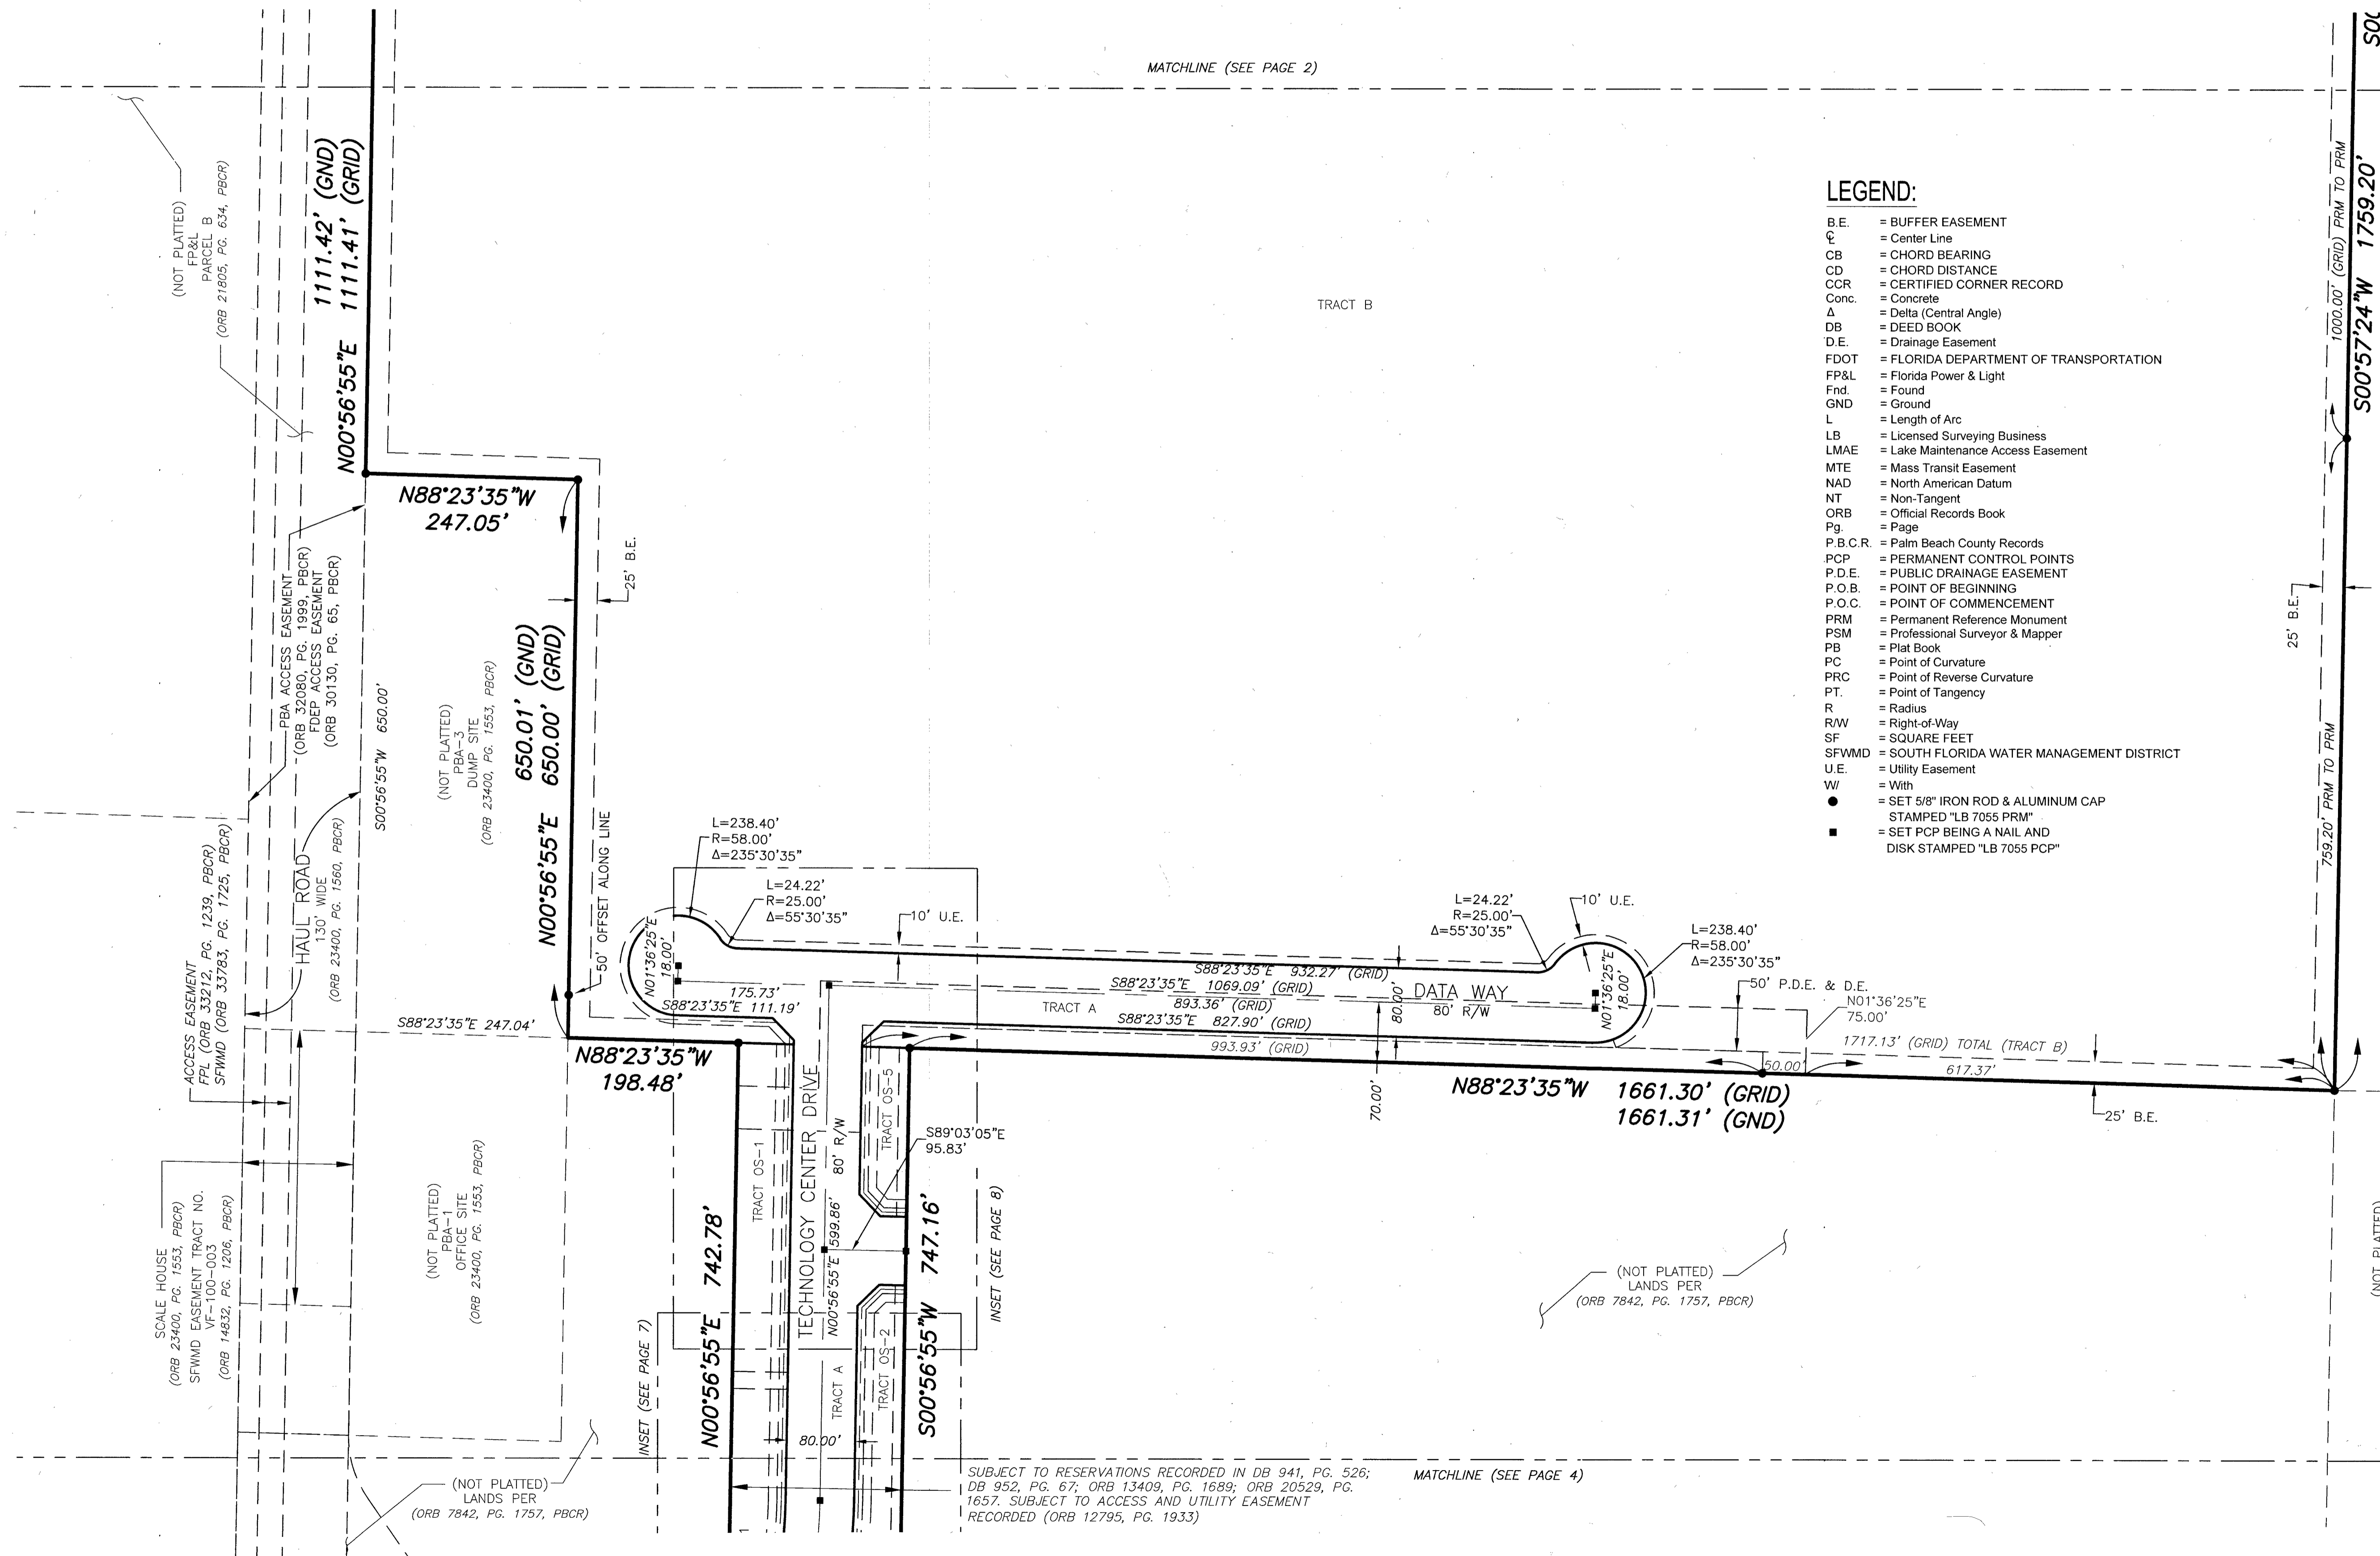 MATCHLINE (SEE PAGE 2)
(NOT PLATTED)
FP&L
PARCEL B
(ORB 21805, PG. 634, PBCR)
1111.42' (GND)
N00°56'55"E 1111.41' (GRID)
N88°23'35"W
247.05'
TRACT B
LEGEND:
B.E. = BUFFER EASEMENT
℄ = Center Line
CB = CHORD BEARING
CD = CHORD DISTANCE
CCR = CERTIFIED CORNER RECORD
Conc. = Concrete
Δ = Delta (Central Angle)
DB = DEED BOOK
D.E. = Drainage Easement
FDOT = FLORIDA DEPARTMENT OF TRANSPORTATION
FP&L = Florida Power & Light
Fnd. = Found
GND = Ground
L = Length of Arc
LB = Licensed Surveying Business
LMAE = Lake Maintenance Access Easement
MTE = Mass Transit Easement
NAD = North American Datum
NT = Non-Tangent
ORB = Official Records Book
Pg. = Page
P.B.C.R. = Palm Beach County Records
PCP = PERMANENT CONTROL POINTS
P.D.E. = PUBLIC DRAINAGE EASEMENT
P.O.B. = POINT OF BEGINNING
P.O.C. = POINT OF COMMENCEMENT
PRM = Permanent Reference Monument
PSM = Professional Surveyor & Mapper
PB = Plat Book
PC = Point of Curvature
PRC = Point of Reverse Curvature
PT. = Point of Tangency
R = Radius
R/W = Right-of-Way
SF = SQUARE FEET
SFWMD = SOUTH FLORIDA WATER MANAGEMENT DISTRICT
U.E. = Utility Easement
W/ = With
● = SET 5/8" IRON ROD & ALUMINUM CAP
STAMPED "LB 7055 PRM"
■ = SET PCP BEING A NAIL AND
DISK STAMPED "LB 7055 PCP"
1000.00' (GRID) PRM TO PRM
S00°57'24"W 1759.20'
25' B.E.
759.20' PRM TO PRM
25' B.E.
PBA ACCESS EASEMENT
(ORB 32080, PG. 1999, PBCR)
FDEP ACCESS EASEMENT
(ORB 30130, PG. 65, PBCR)
S00°56'55"W 650.00'
(NOT PLATTED)
PBA-3
DUMP SITE
(ORB 23400, PG. 1553, PBCR)
650.01' (GND)
N00°56'55"E 650.00' (GRID)
50' OFFSET ALONG LINE
ACCESS EASEMENT
FPL (ORB 33212, PG. 1239, PBCR)
SFWMD (ORB 33783, PG. 1725, PBCR)
HAUL ROAD
130' WIDE
(ORB 23400, PG. 1560, PBCR)
S88°23'35"E 247.04'
N88°23'35"W
198.48'
L=238.40'
R=58.00'
Δ=235°30'35"
L=24.22'
R=25.00'
Δ=55°30'35"
10' U.E.
N01°36'25"E
18.00'
175.73'
S88°23'35"E 111.19'
S88°23'35"E 932.27' (GRID)
S88°23'35"E 1069.09' (GRID)
893.36' (GRID)
TRACT A
S88°23'35"E 827.90' (GRID)
993.93' (GRID)
80.00'
DATA WAY
80' R/W
L=24.22'
R=25.00'
Δ=55°30'35"
10' U.E.
L=238.40'
R=58.00'
Δ=235°30'35"
N01°36'25"E
18.00'
50' P.D.E. & D.E.
N01°36'25"E
75.00'
1717.13' (GRID) TOTAL (TRACT B)
50.00'
617.37'
70.00'
N88°23'35"W 1661.30' (GRID)
1661.31' (GND)
25' B.E.
SCALE HOUSE
(ORB 23400, PG. 1553, PBCR)
SFWMD EASEMENT TRACT NO.
VF-100-003
(ORB 14832, PG. 1206, PBCR)
(NOT PLATTED)
PBA-1
OFFICE SITE
(ORB 23400, PG. 1553, PBCR)
N00°56'55"E 742.78'
TRACT OS-1
TECHNOLOGY CENTER DRIVE
80' R/W
N00°56'55"E 599.86'
TRACT OS-5
S89°03'05"E
95.83'
S00°56'55"W 747.16'
TRACT A
TRACT OS-2
80.00'
INSET (SEE PAGE 7)
INSET (SEE PAGE 8)
(NOT PLATTED)
LANDS PER
(ORB 7842, PG. 1757, PBCR)
(NOT PLATTED)
(NOT PLATTED)
LANDS PER
(ORB 7842, PG. 1757, PBCR)
SUBJECT TO RESERVATIONS RECORDED IN DB 941, PG. 526;
DB 952, PG. 67; ORB 13409, PG. 1689; ORB 20529, PG.
1657. SUBJECT TO ACCESS AND UTILITY EASEMENT
RECORDED (ORB 12795, PG. 1933)
MATCHLINE (SEE PAGE 4)